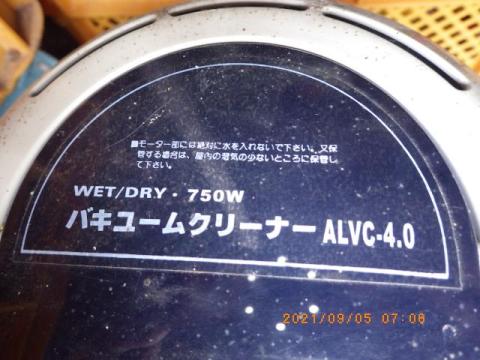 ■モーター部には絶対に水を入れないで下さい。又保
管する場合は、屋内の湿気の少ないところに保管し
て下さい。
WET/DRY・750W
バキュームクリーナー ALVC-4.0
2021/09/05 07:06